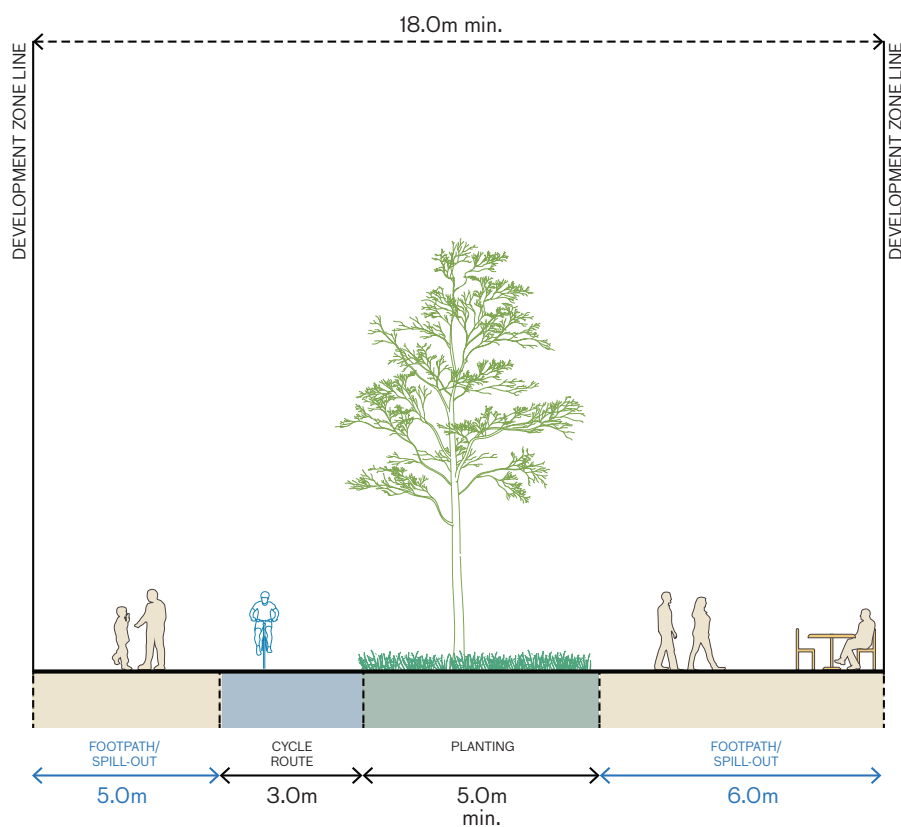 18.0m min.
DEVELOPMENT ZONE LINE
DEVELOPMENT ZONE LINE
FOOTPATH/
SPILL-OUT
5.0m
CYCLE
ROUTE
3.0m
PLANTING
5.0m
min.
FOOTPATH/
SPILL-OUT
6.0m